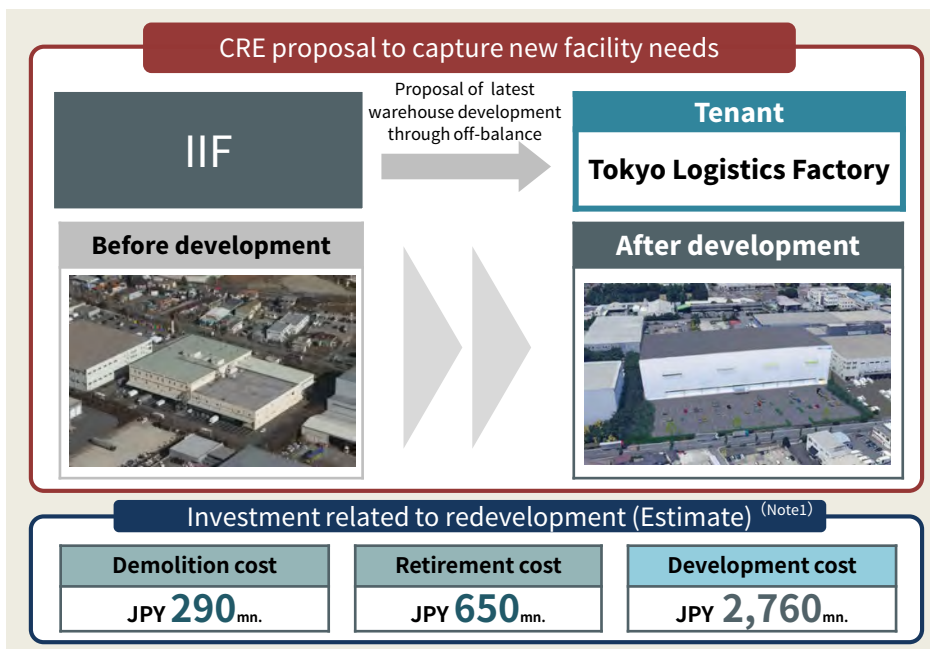 CRE proposal to capture new facility needs
IIF
Proposal of latest
warehouse development
through off-balance
Tenant
Tokyo Logistics Factory
Before development
After development
Investment related to redevelopment (Estimate) (Note1)
Demolition cost
JPY 290mn.
Retirement cost
JPY 650mn.
Development cost
JPY 2,760mn.